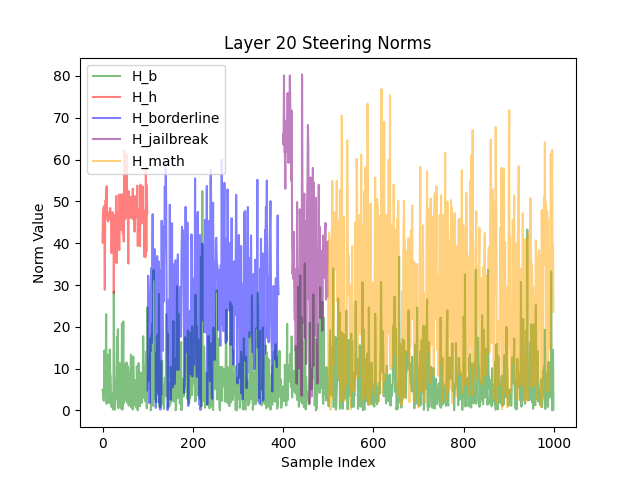 Layer 20 Steering Norms
H_b
H_h
H_borderline
H_jailbreak
H_math
Norm Value
80
70
60
50
40
30
20
10
0
0 200 400 600 800 1000
Sample Index